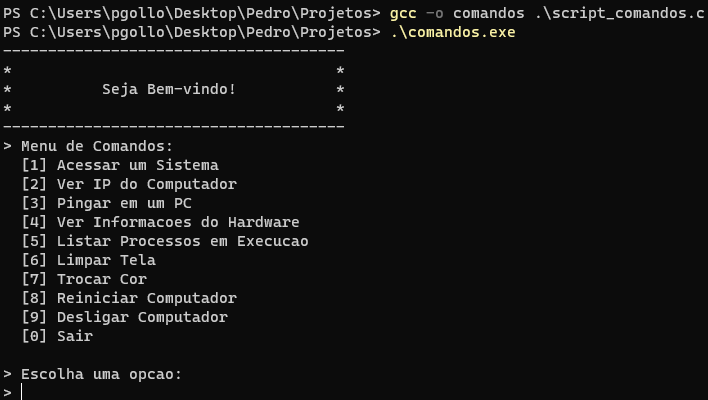 PS C:\Users\pgollo\Desktop\Pedro\Projetos> gcc -o comandos .\script_comandos.c
PS C:\Users\pgollo\Desktop\Pedro\Projetos> .\comandos.exe
--------------------------------------
*                                    *
*          Seja Bem-vindo!           *
*                                    *
--------------------------------------
> Menu de Comandos:
  [1] Acessar um Sistema
  [2] Ver IP do Computador
  [3] Pingar em um PC
  [4] Ver Informacoes do Hardware
  [5] Listar Processos em Execucao
  [6] Limpar Tela
  [7] Trocar Cor
  [8] Reiniciar Computador
  [9] Desligar Computador
  [0] Sair

> Escolha uma opcao:
>